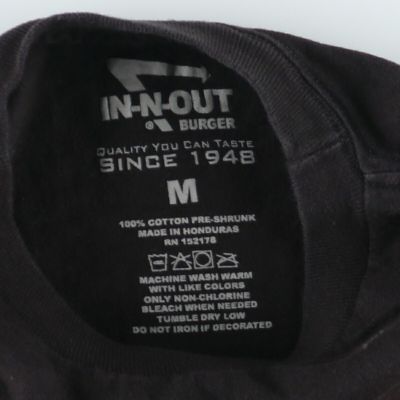 IN-N-OUT
® BURGER
QUALITY YOU CAN TASTE
SINCE 1948
M
100% COTTON PRE-SHRUNK
MADE IN HONDURAS
RN 152178
MACHINE WASH WARM
WITH LIKE COLORS
ONLY NON-CHLORINE
BLEACH WHEN NEEDED
TUMBLE DRY LOW
DO NOT IRON IF DECORATED